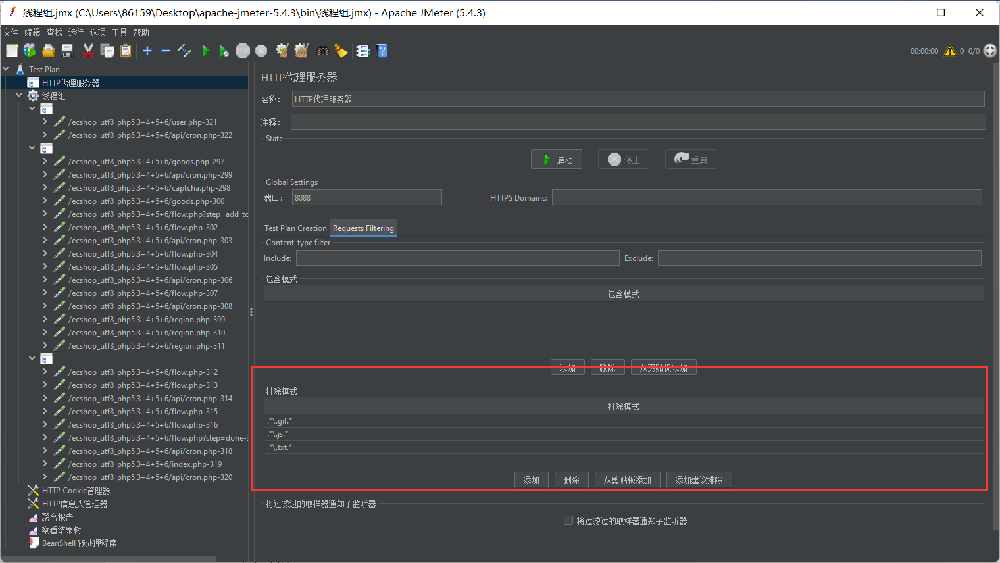 线程组.jmx (C:\Users\86159\Desktop\apache-jmeter-5.4.3\bin\线程组.jmx) - Apache JMeter (5.4.3)
文件 编辑 查找 运行 选项 工具 帮助
STOP
00:00:00 0 0/0
Test Plan
HTTP代理服务器
线程组
/ecshop_utf8_php5.3+4+5+6/user.php-321
/ecshop_utf8_php5.3+4+5+6/api/cron.php-322
/ecshop_utf8_php5.3+4+5+6/goods.php-297
/ecshop_utf8_php5.3+4+5+6/api/cron.php-299
/ecshop_utf8_php5.3+4+5+6/captcha.php-298
/ecshop_utf8_php5.3+4+5+6/goods.php-300
/ecshop_utf8_php5.3+4+5+6/flow.php?step=add_tc
/ecshop_utf8_php5.3+4+5+6/flow.php-302
/ecshop_utf8_php5.3+4+5+6/api/cron.php-303
/ecshop_utf8_php5.3+4+5+6/flow.php-304
/ecshop_utf8_php5.3+4+5+6/flow.php-305
/ecshop_utf8_php5.3+4+5+6/api/cron.php-306
/ecshop_utf8_php5.3+4+5+6/flow.php-307
/ecshop_utf8_php5.3+4+5+6/api/cron.php-308
/ecshop_utf8_php5.3+4+5+6/region.php-309
/ecshop_utf8_php5.3+4+5+6/region.php-310
/ecshop_utf8_php5.3+4+5+6/region.php-311
/ecshop_utf8_php5.3+4+5+6/flow.php-312
/ecshop_utf8_php5.3+4+5+6/flow.php-313
/ecshop_utf8_php5.3+4+5+6/api/cron.php-314
/ecshop_utf8_php5.3+4+5+6/flow.php-315
/ecshop_utf8_php5.3+4+5+6/flow.php-316
/ecshop_utf8_php5.3+4+5+6/flow.php?step=done-
/ecshop_utf8_php5.3+4+5+6/api/cron.php-318
/ecshop_utf8_php5.3+4+5+6/index.php-319
/ecshop_utf8_php5.3+4+5+6/api/cron.php-320
HTTP Cookie管理器
HTTP信息头管理器
聚合报告
察看结果树
BeanShell 预处理程序
HTTP代理服务器
名称: HTTP代理服务器
注释:
State
启动 停止 重启
Global Settings
端口: 8088 HTTPS Domains:
Test Plan Creation Requests Filtering
Content-type filter
Include: Exclude:
包含模式
包含模式
添加 删除 从剪贴板添加
排除模式
排除模式
.*\.gif.*
.*\.js.*
.*\.txt.*
添加 删除 从剪贴板添加 添加建议排除
将过滤过的取样器通知子监听器
将过滤过的取样器通知子监听器